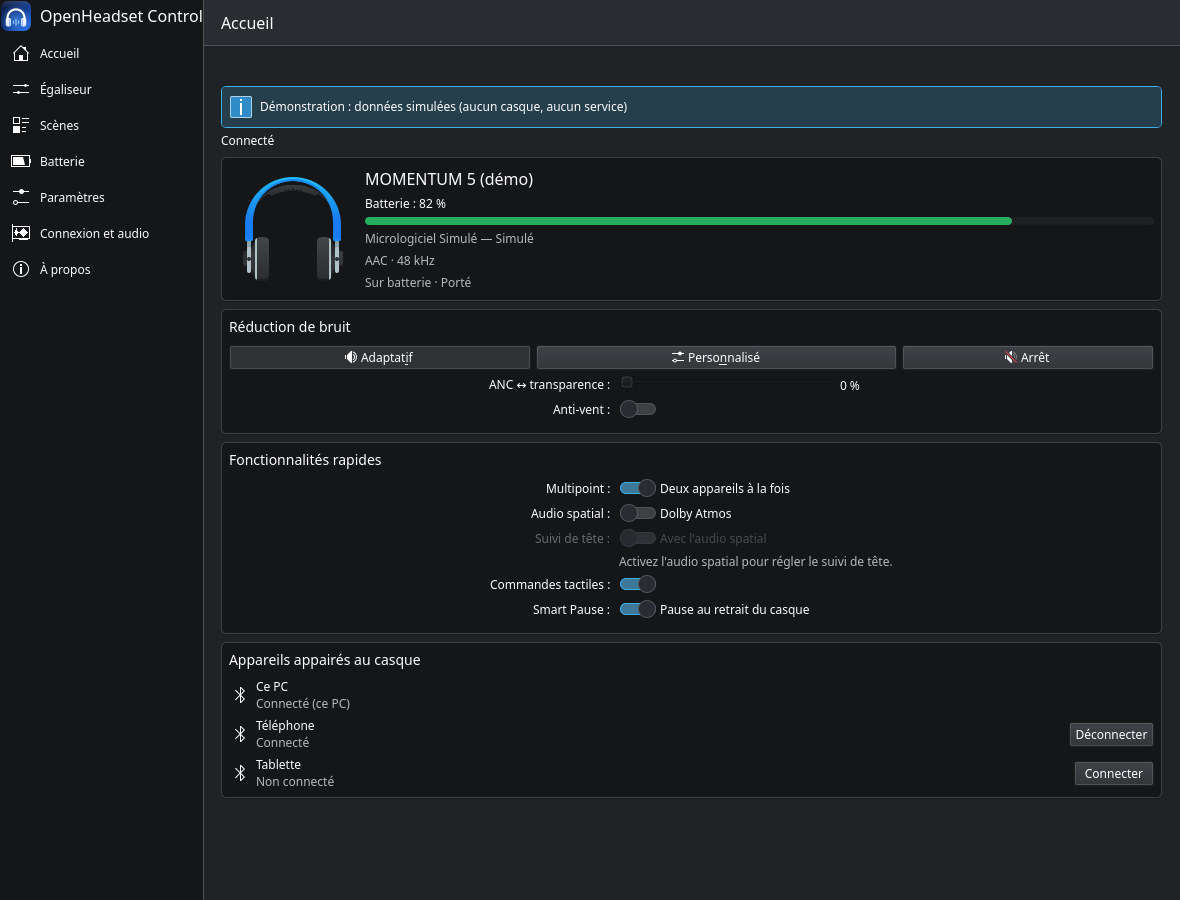 OpenHeadset Control
Accueil
Égaliseur
Scènes
Batterie
Paramètres
Connexion et audio
À propos
Accueil
Démonstration : données simulées (aucun casque, aucun service)
Connecté
MOMENTUM 5 (démo)
Batterie : 82 %
Micrologiciel Simulé — Simulé
AAC · 48 kHz
Sur batterie · Porté
Réduction de bruit
Adaptatif Personnalisé Arrêt
ANC ↔ transparence : 0 %
Anti-vent :
Fonctionnalités rapides
Multipoint : Deux appareils à la fois
Audio spatial : Dolby Atmos
Suivi de tête : Avec l'audio spatial
Activez l'audio spatial pour régler le suivi de tête.
Commandes tactiles :
Smart Pause : Pause au retrait du casque
Appareils appairés au casque
Ce PC
Connecté (ce PC)
Téléphone
Connecté
Déconnecter
Tablette
Non connecté
Connecter